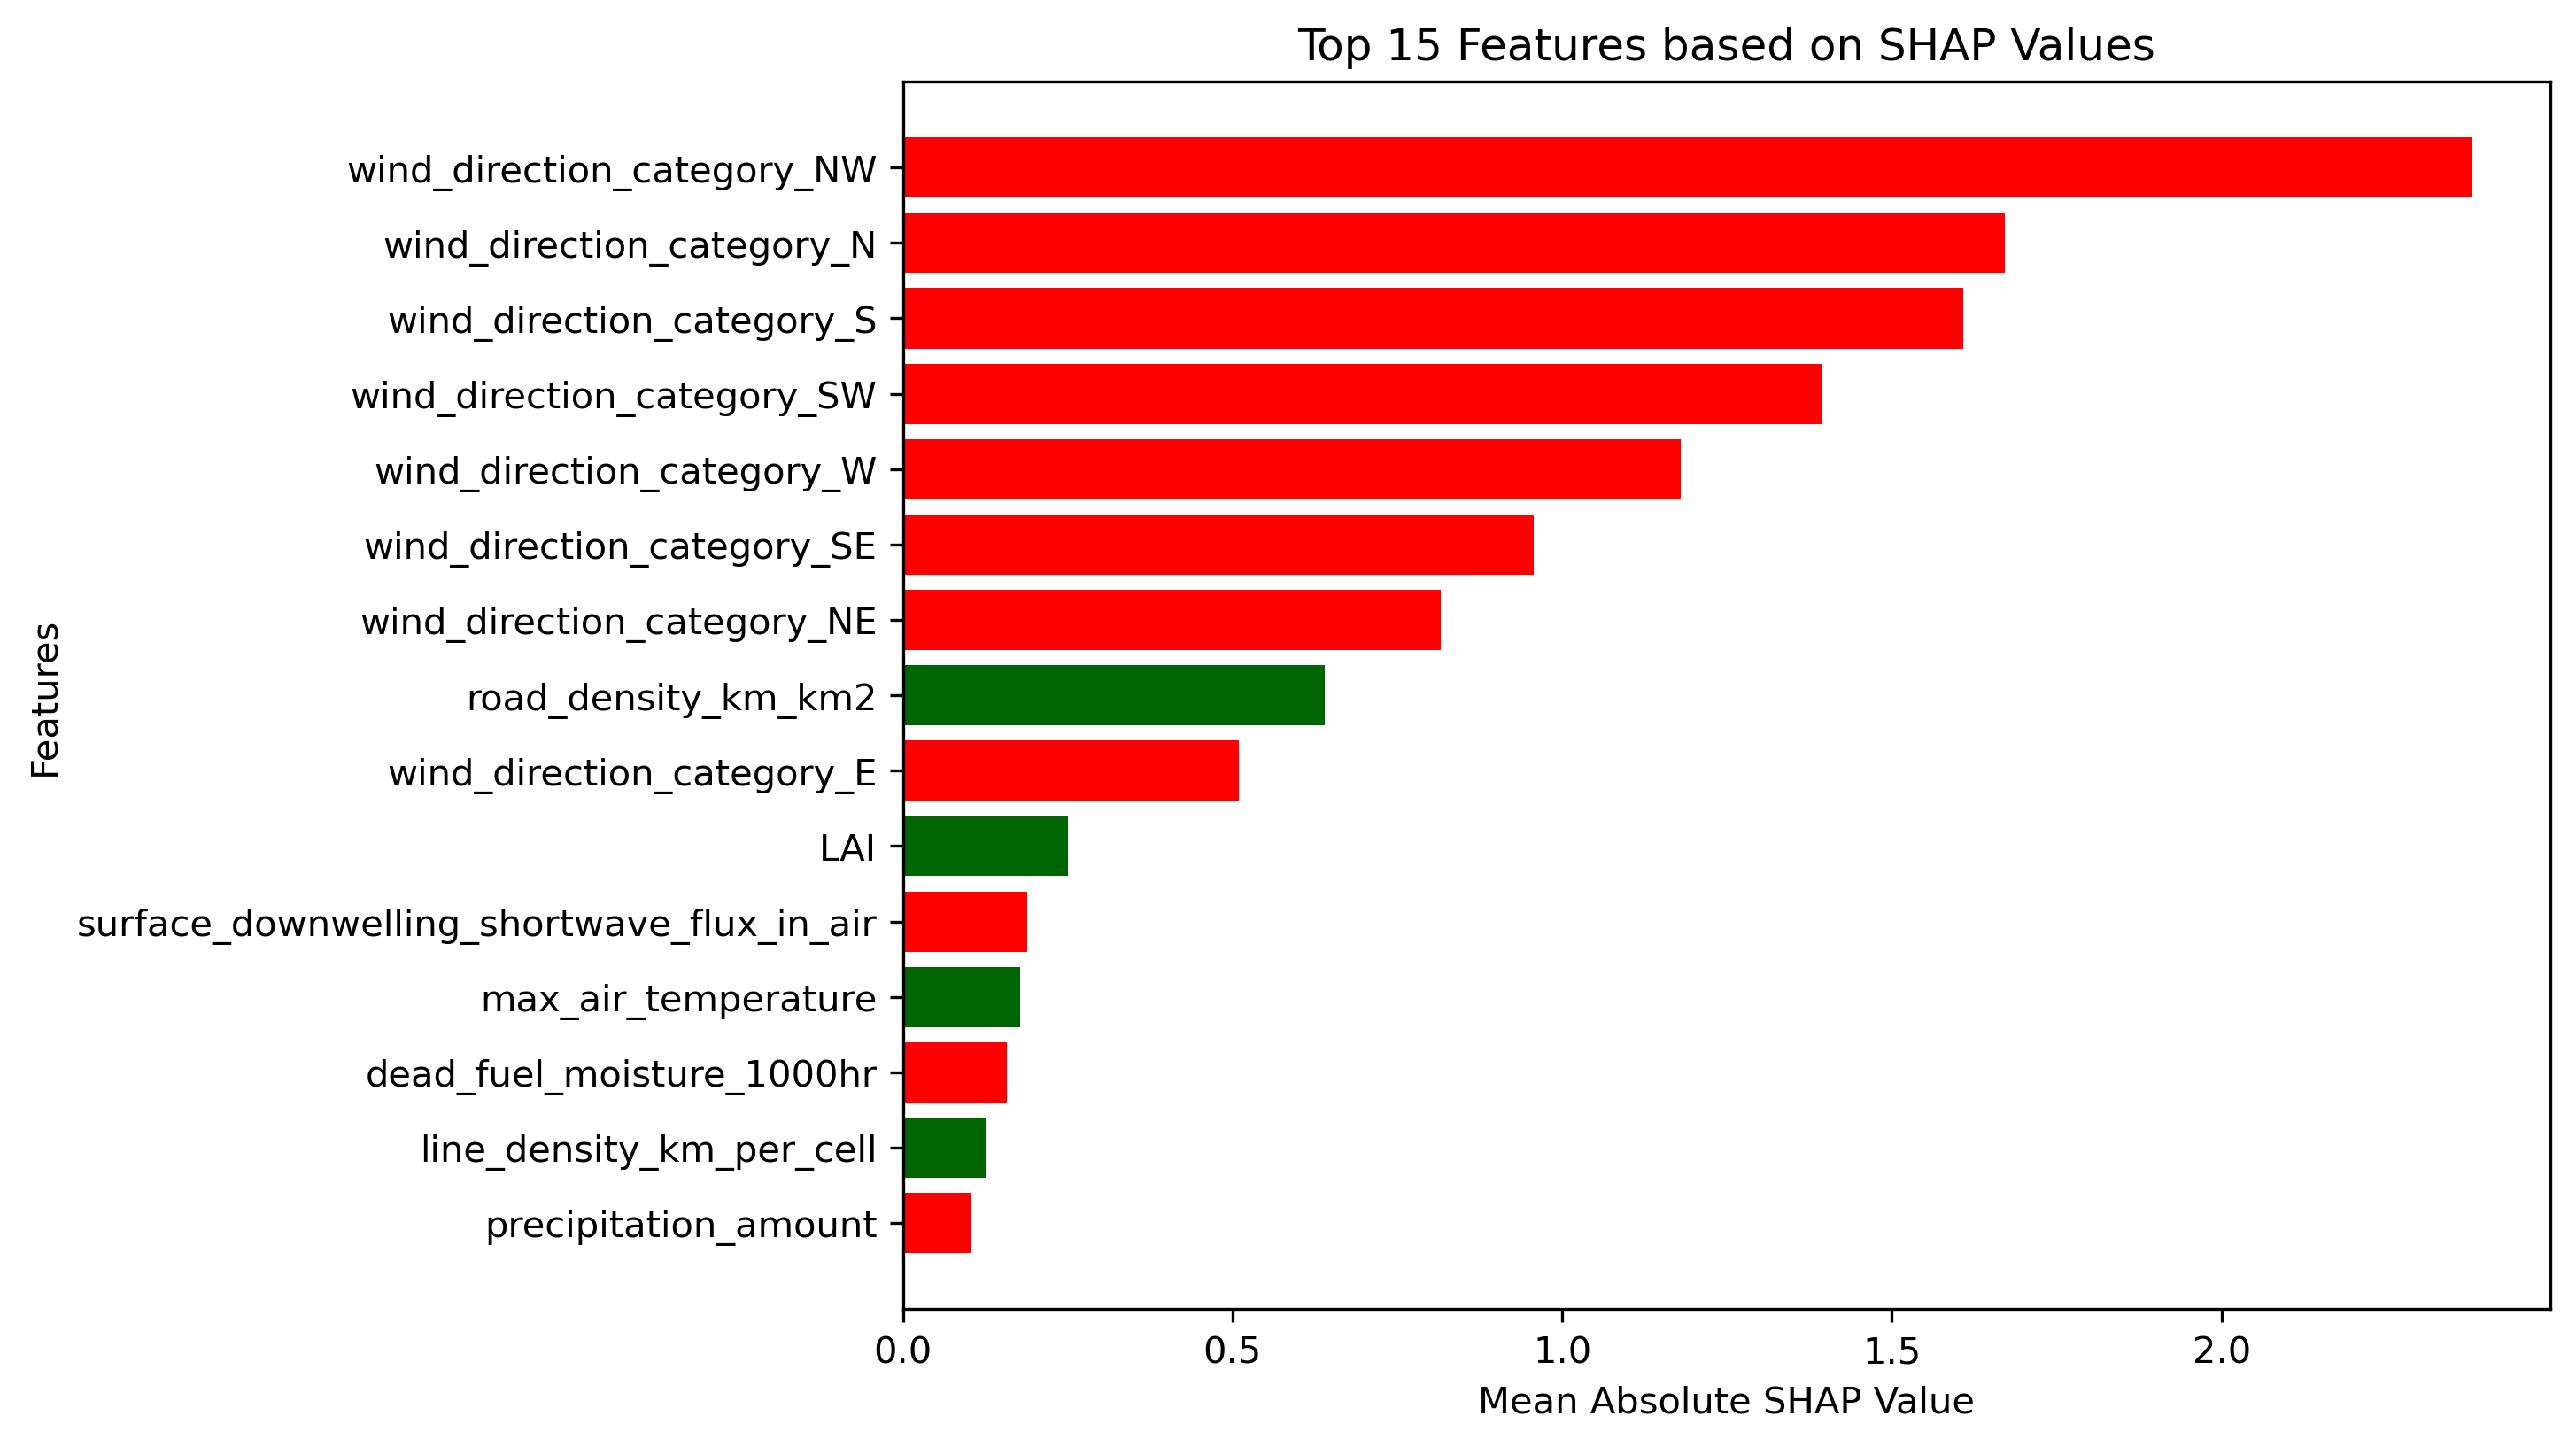 Top 15 Features based on SHAP Values
wind_direction_category_NW
wind_direction_category_N
wind_direction_category_S
wind_direction_category_SW
wind_direction_category_W
wind_direction_category_SE
wind_direction_category_NE
road_density_km_km2
wind_direction_category_E
LAI
surface_downwelling_shortwave_flux_in_air
max_air_temperature
dead_fuel_moisture_1000hr
line_density_km_per_cell
precipitation_amount
Features
0.0 0.5 1.0 1.5 2.0
Mean Absolute SHAP Value